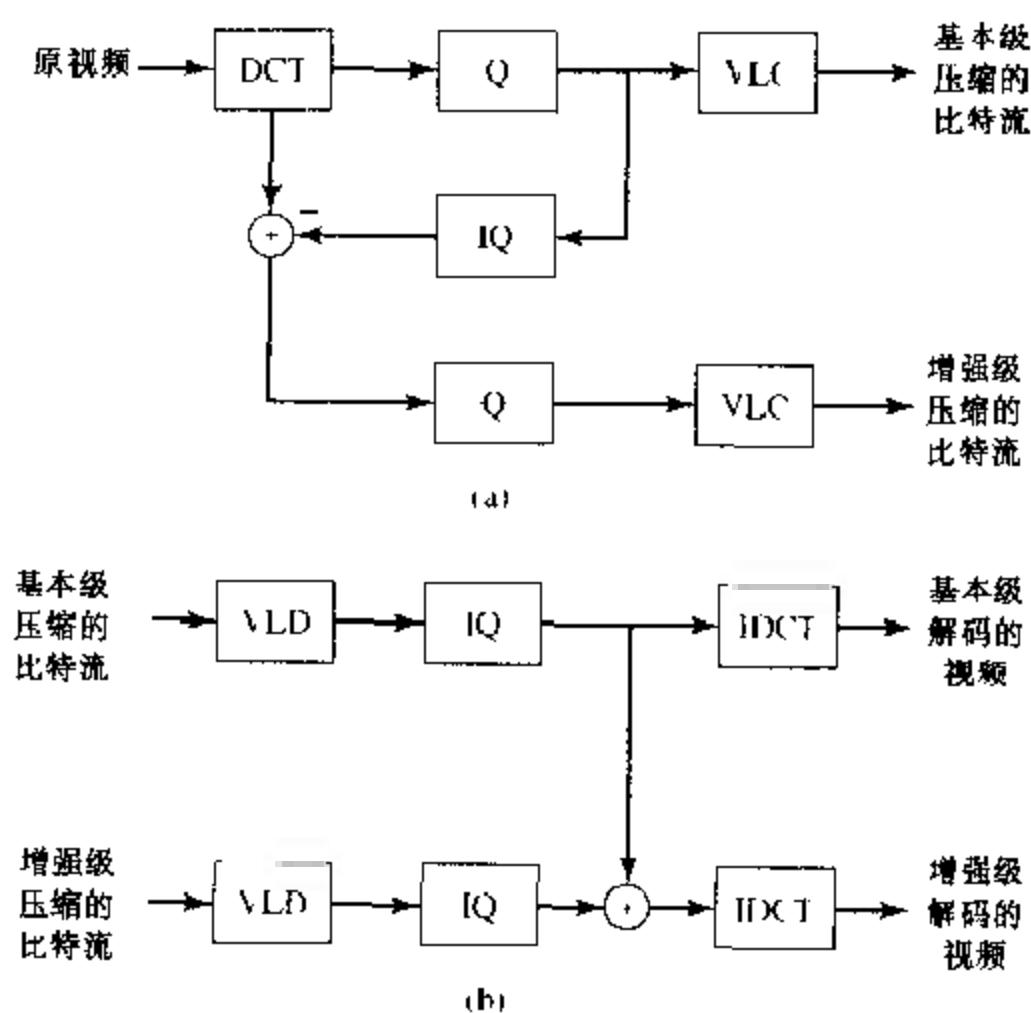 原视频
DCT
Q
VLC
基本级
压缩的
比特流
−
+
IQ
Q
VLC
增强级
压缩的
比特流
(a)
基本级
压缩的
比特流
VLD
IQ
IDCT
基本级
解码的
视频
增强级
压缩的
比特流
VLD
IQ
+
IDCT
增强级
解码的
视频
(b)